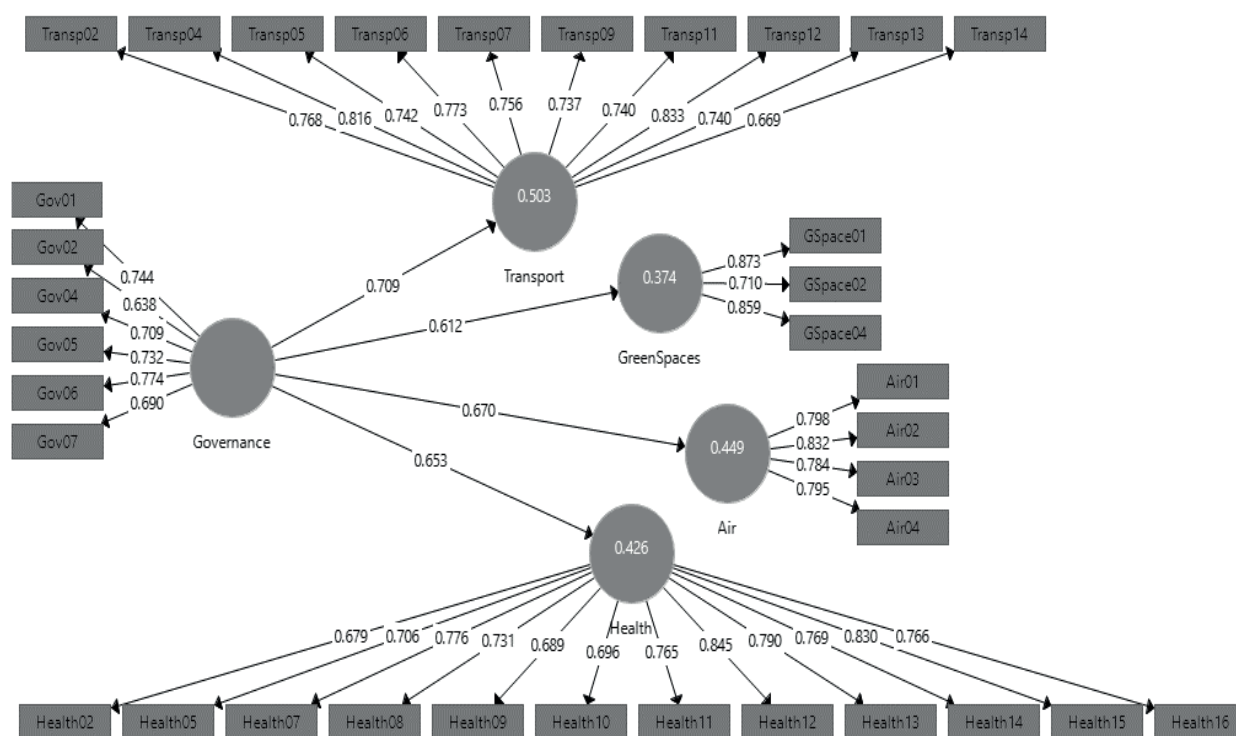 Transp02 Transp04 Transp05 Transp06 Transp07 Transp09 Transp11 Transp12 Transp13 Transp14
0.768 0.816 0.742 0.773 0.756 0.737 0.740 0.833 0.740 0.669
0.503
Transport
Gov01
Gov02
Gov04
Gov05
Gov06
Gov07
0.744
0.638
0.709
0.732
0.774
0.690
Governance
0.709
0.612
0.670
0.653
0.374
GreenSpaces
0.873
0.710
0.859
GSpace01
GSpace02
GSpace04
0.449
Air
0.798
0.832
0.784
0.795
Air01
Air02
Air03
Air04
0.426
Health
0.679 0.706 0.776 0.731 0.689 0.696 0.765 0.845 0.790 0.769 0.830 0.766
Health02 Health05 Health07 Health08 Health09 Health10 Health11 Health12 Health13 Health14 Health15 Health16